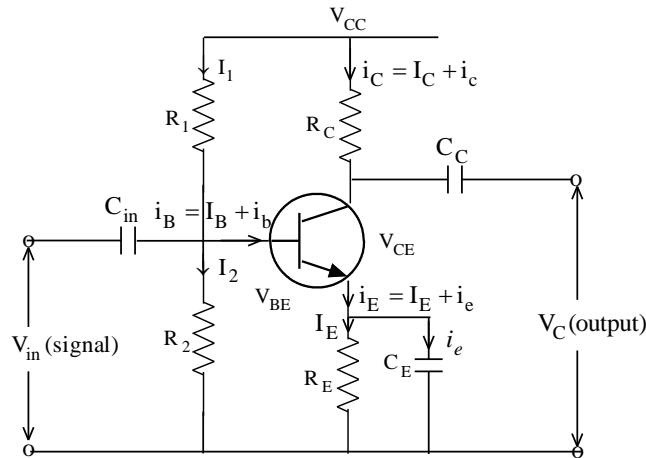 V_CC
I_1
i_C = I_C + i_c
R_1
R_C
C_C
C_in
i_B = I_B + i_b
V_CE
I_2
V_BE
i_E = I_E + i_e
I_E
i_e
V_in (signal)
R_2
R_E
C_E
V_C (output)